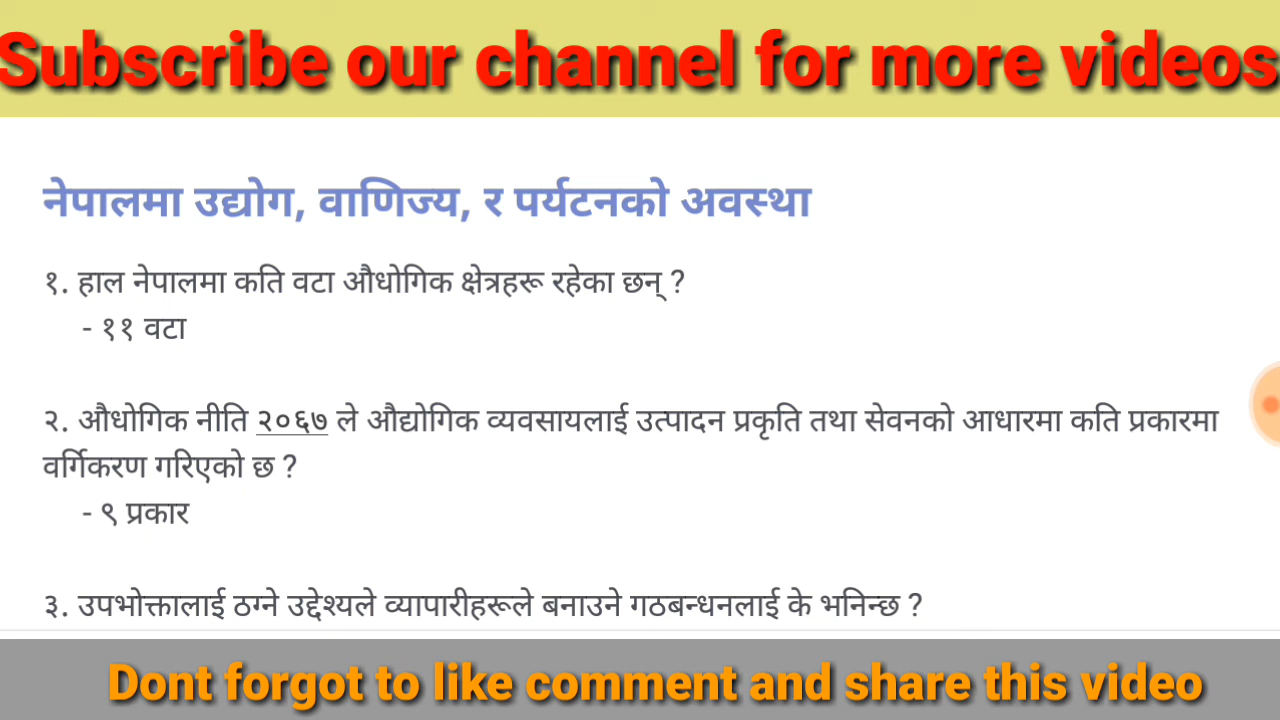 Subscribe our channel for more videos
नेपालमा उद्योग, वाणिज्य, र पर्यटनको अवस्था
१. हाल नेपालमा कति वटा औधोगिक क्षेत्रहरू रहेका छन् ?
- ११ वटा
२. औधोगिक नीति २०६७ ले औद्योगिक व्यवसायलाई उत्पादन प्रकृति तथा सेवनको आधारमा कति प्रकारमा
वर्गिकरण गरिएको छ ?
- ९ प्रकार
३. उपभोक्तालाई ठग्ने उद्देश्यले व्यापारीहरूले बनाउने गठबन्धनलाई के भनिन्छ ?
Dont forgot to like comment and share this video